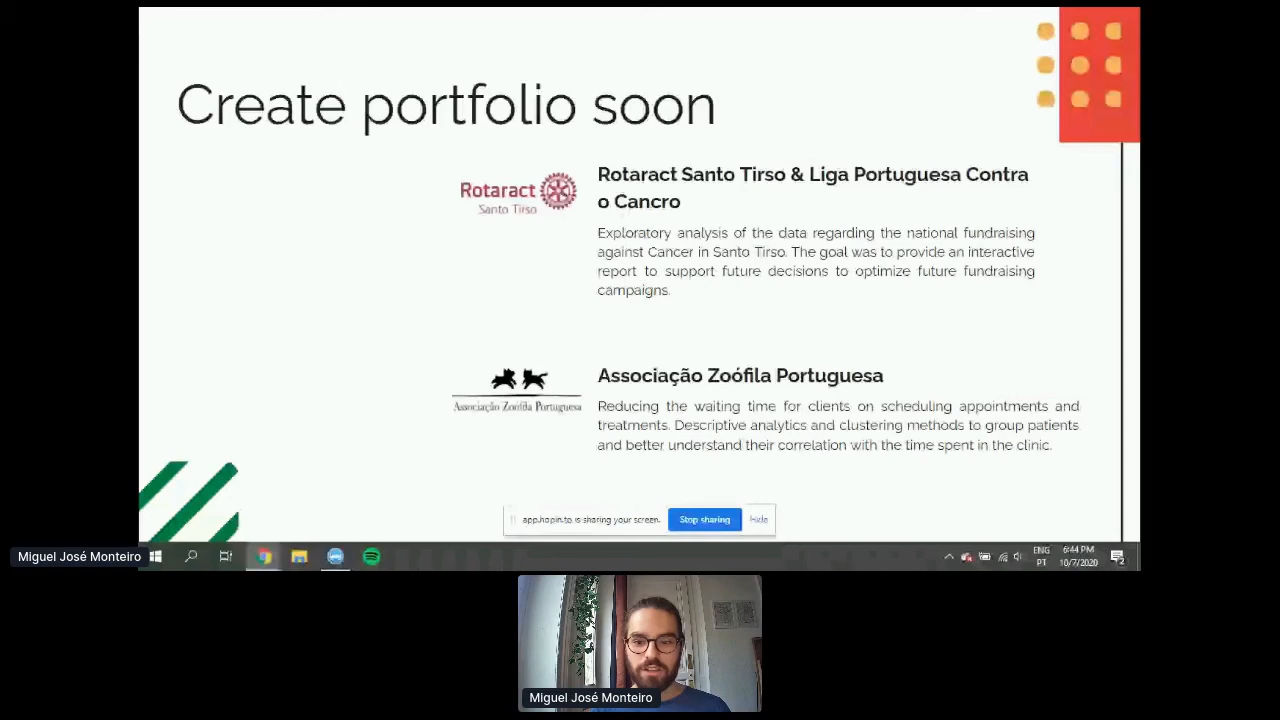 Create portfolio soon
Rotaract
Santo Tirso
Rotaract Santo Tirso & Liga Portuguesa Contra
o Cancro
Exploratory analysis of the data regarding the national fundraising
against Cancer in Santo Tirso. The goal was to provide an interactive
report to support future decisions to optimize future fundraising
campaigns.
Associação Zoófila Portuguesa
Associação Zoófila Portuguesa
Reducing the waiting time for clients on scheduling appointments and
treatments. Descriptive analytics and clustering methods to group patients
and better understand their correlation with the time spent in the clinic.
app.hopin.to is sharing your screen.
Stop sharing
Hide
Miguel José Monteiro
ENG
PT
6:44 PM
10/7/2020
2
Miguel José Monteiro